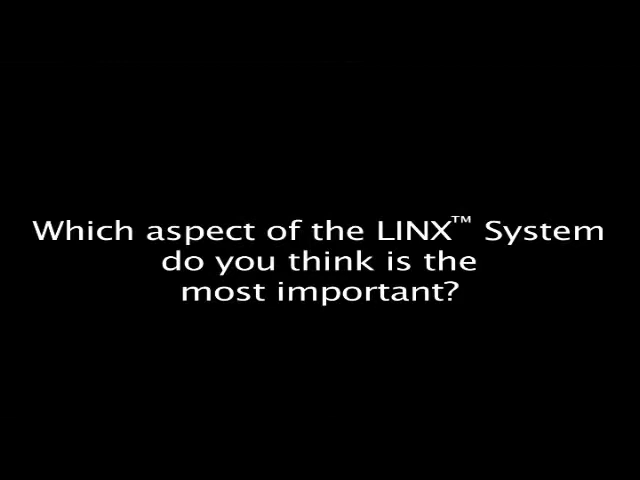 Which aspect of the LINX™ System
do you think is the
most important?